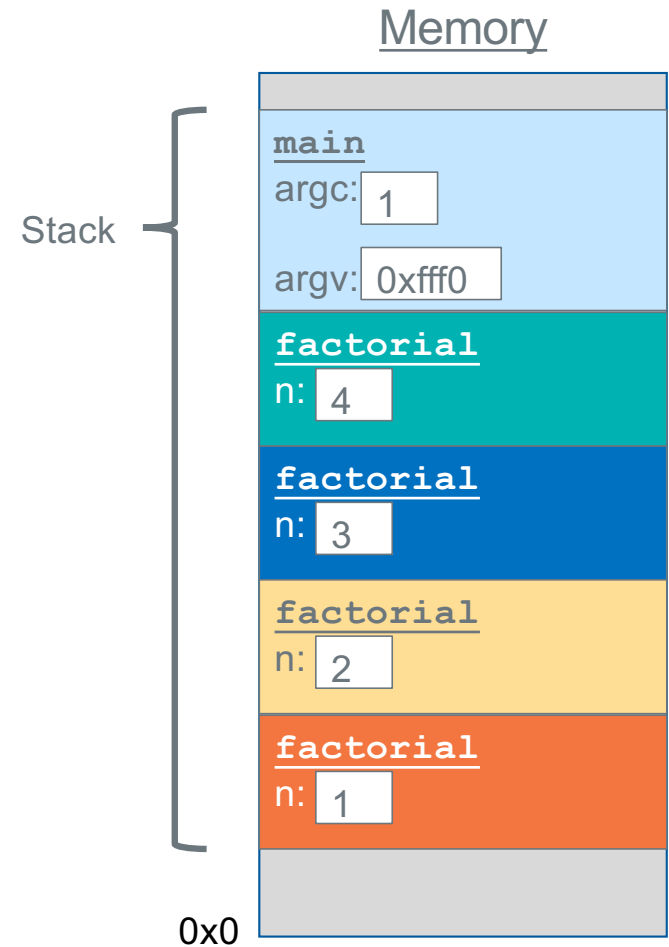 Memory
Stack
main
argc: 1
argv: 0xfff0
factorial
n: 4
factorial
n: 3
factorial
n: 2
factorial
n: 1
0x0